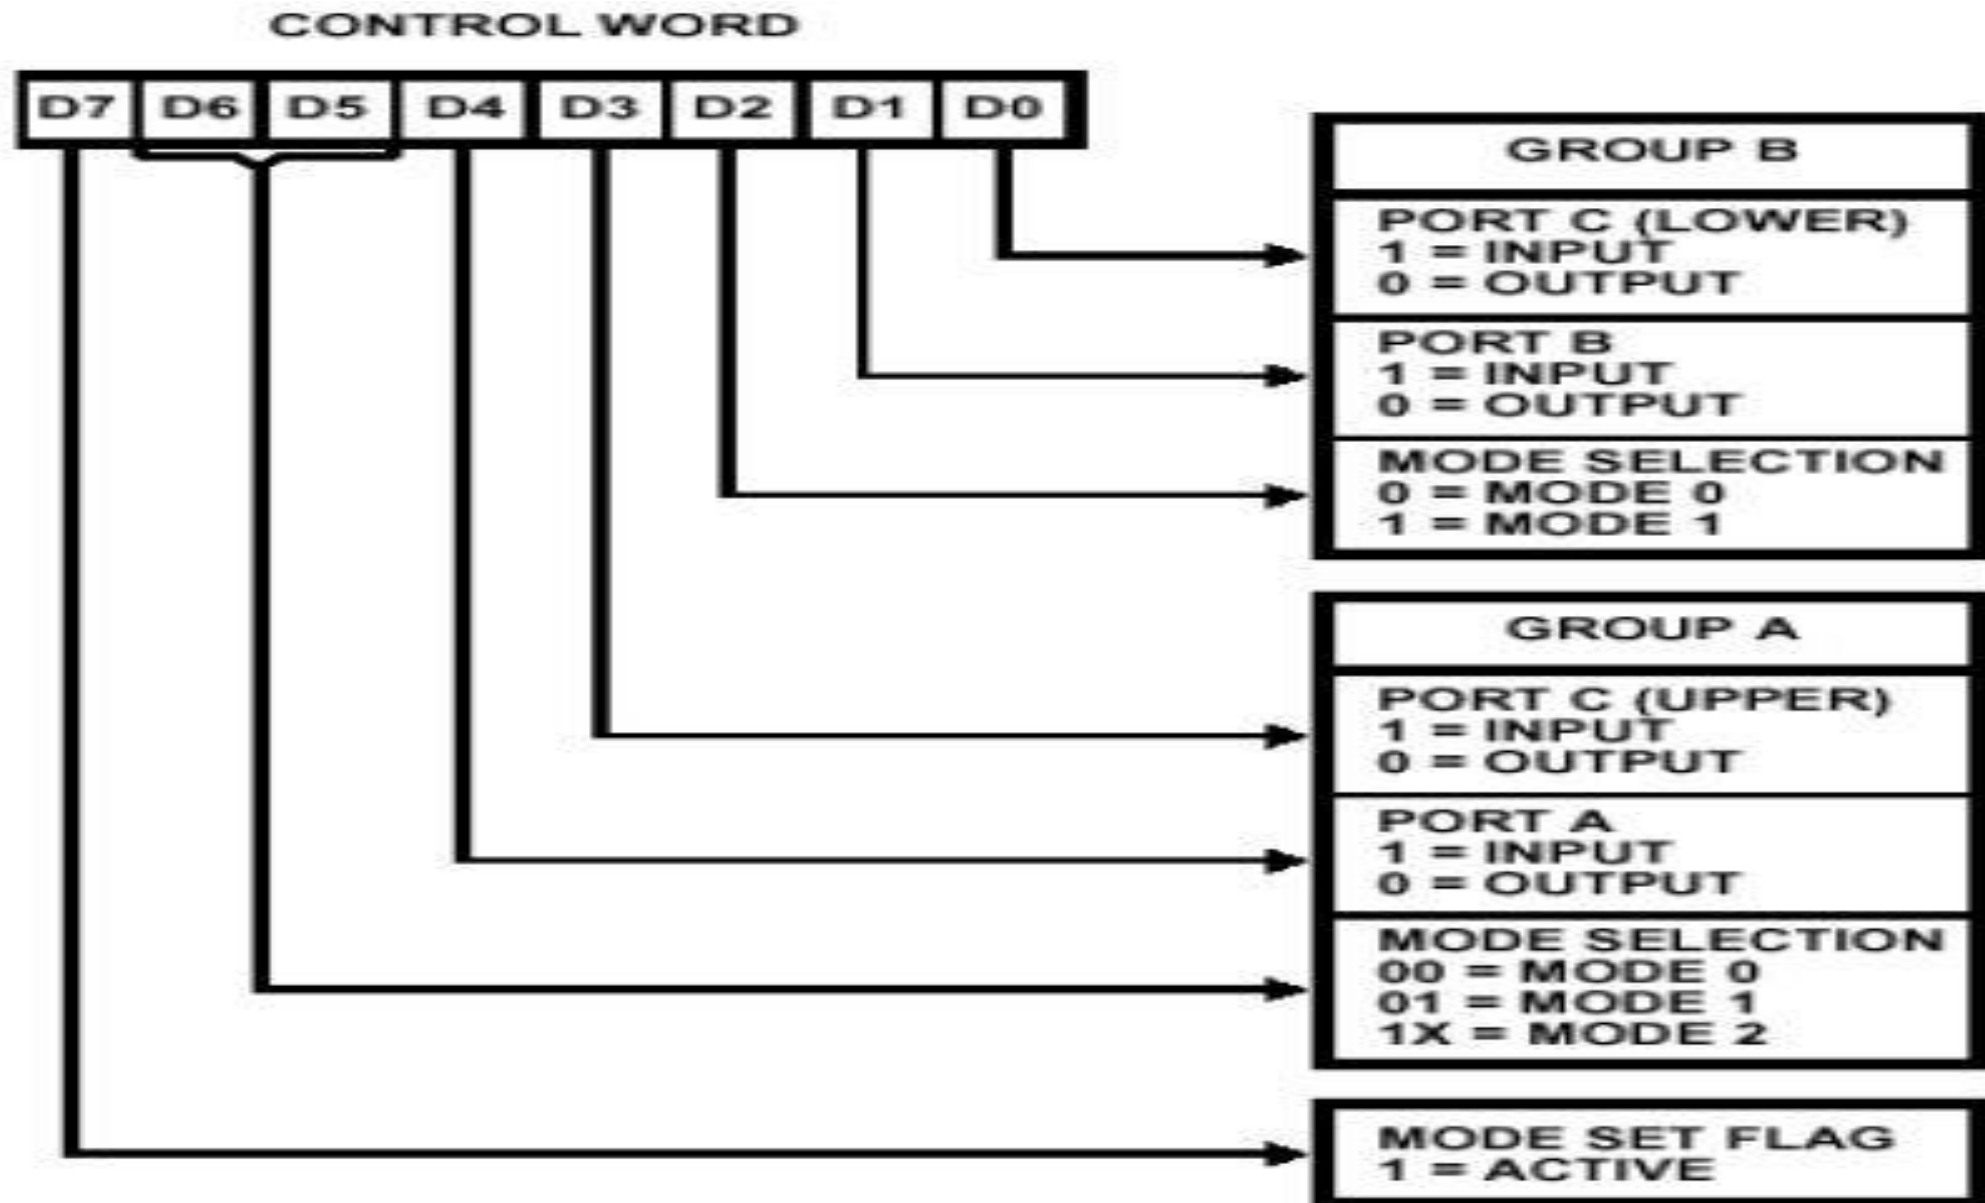 CONTROL WORD
D7 D6 D5 D4 D3 D2 D1 D0
GROUP B
PORT C (LOWER)
1 = INPUT
0 = OUTPUT
PORT B
1 = INPUT
0 = OUTPUT
MODE SELECTION
0 = MODE 0
1 = MODE 1
GROUP A
PORT C (UPPER)
1 = INPUT
0 = OUTPUT
PORT A
1 = INPUT
0 = OUTPUT
MODE SELECTION
00 = MODE 0
01 = MODE 1
1X = MODE 2
MODE SET FLAG
1 = ACTIVE